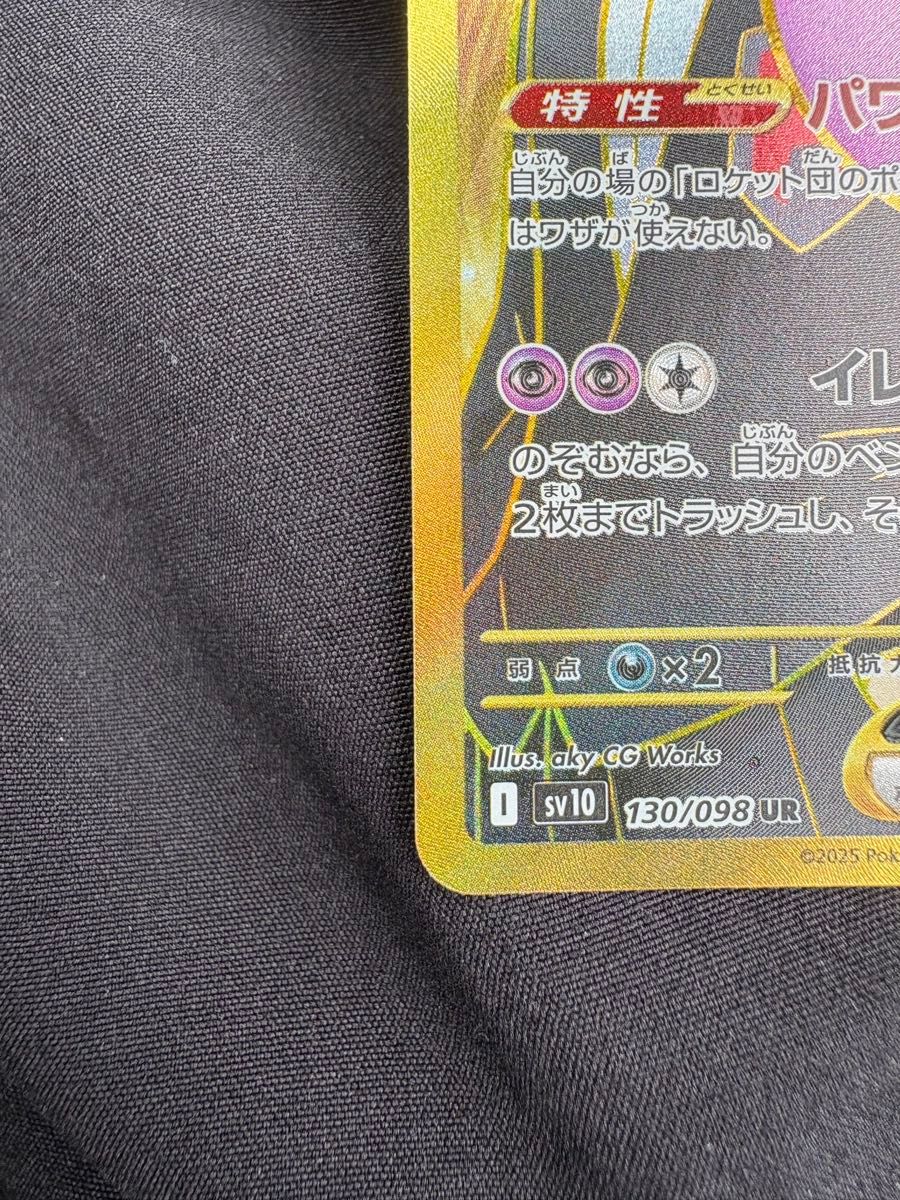 特性 とくせい パワ
じぶん ば だん
自分の場の「ロケット団のポ
つか
はワザが使えない。
イレ
じぶん
のぞむなら、自分のベン
まい
2枚までトラッシュし、そ
弱点 ×2 抵抗力
Illus. aky CG Works
I SV10 130/098 UR
©2025 Pok